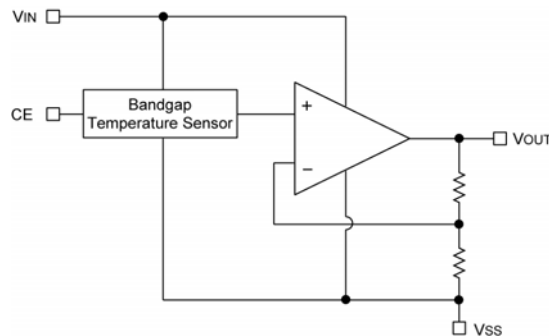 VIN
CE
Bandgap
Temperature Sensor
+
−
VOUT
VSS